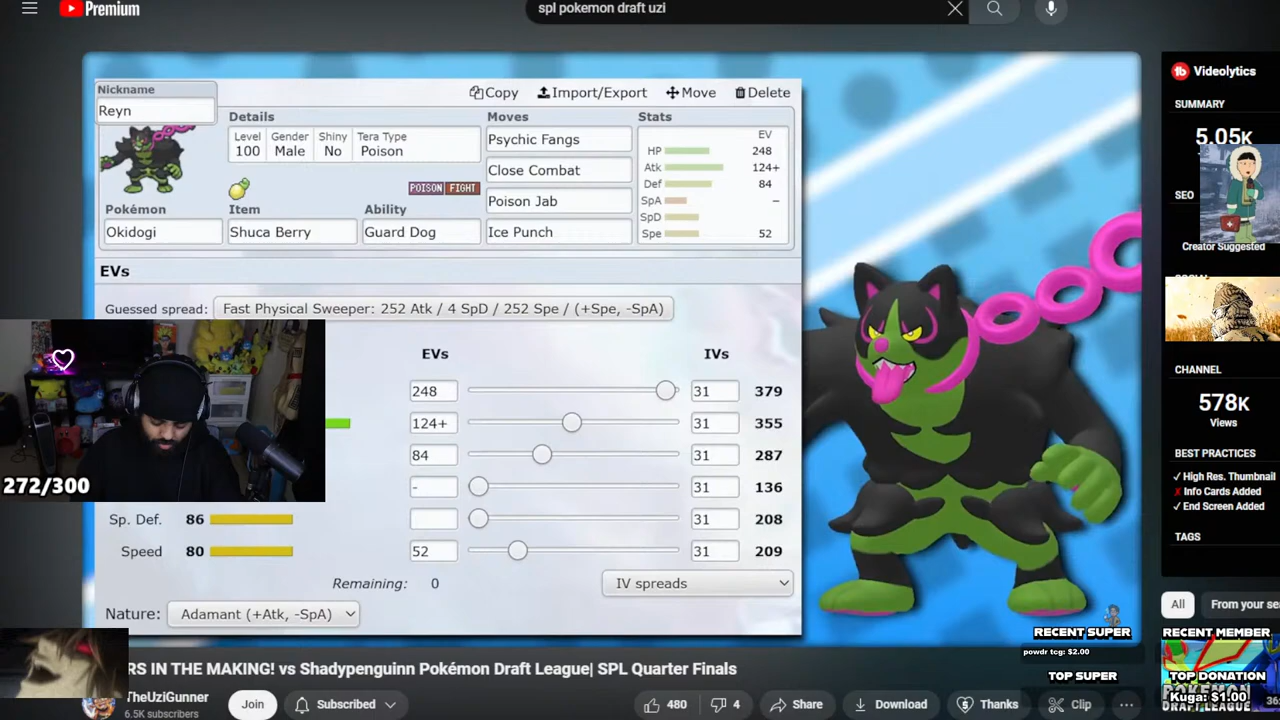 Premium
spl pokemon draft uzi
Nickname
Reyn
Copy Import/Export Move Delete
Details
Level Gender Shiny Tera Type
100 Male No Poison
POISON FIGHT
Pokémon Item Ability
Okidogi Shuca Berry Guard Dog
Moves
Psychic Fangs
Close Combat
Poison Jab
Ice Punch
Stats
EV
HP 248
Atk 124+
Def 84
SpA –
SpD
Spe 52
EVs
Guessed spread: Fast Physical Sweeper: 252 Atk / 4 SpD / 252 Spe / (+Spe, -SpA)
EVs IVs
248 31 379
124+ 31 355
84 31 287
- 31 136
Sp. Def. 86 31 208
Speed 80 52 31 209
Remaining: 0
IV spreads
Nature: Adamant (+Atk, -SpA)
272/300
RS IN THE MAKING! vs Shadypenguinn Pokémon Draft League| SPL Quarter Finals
TheUziGunner
6.5K subscribers
Join
Subscribed
480
4
Share
Download
Thanks
Clip
RECENT SUPER
powdr tcg: $2.00
TOP SUPER
Videolytics
SUMMARY
5.05K
SEO
Creator Suggested
CHANNEL
578K
Views
BEST PRACTICES
✓ High Res. Thumbnail
✗ Info Cards Added
✓ End Screen Added
TAGS
All
From your se
RECENT MEMBER
TOP DONATION
Kuga: $1.00
DRAFT LEAGUE